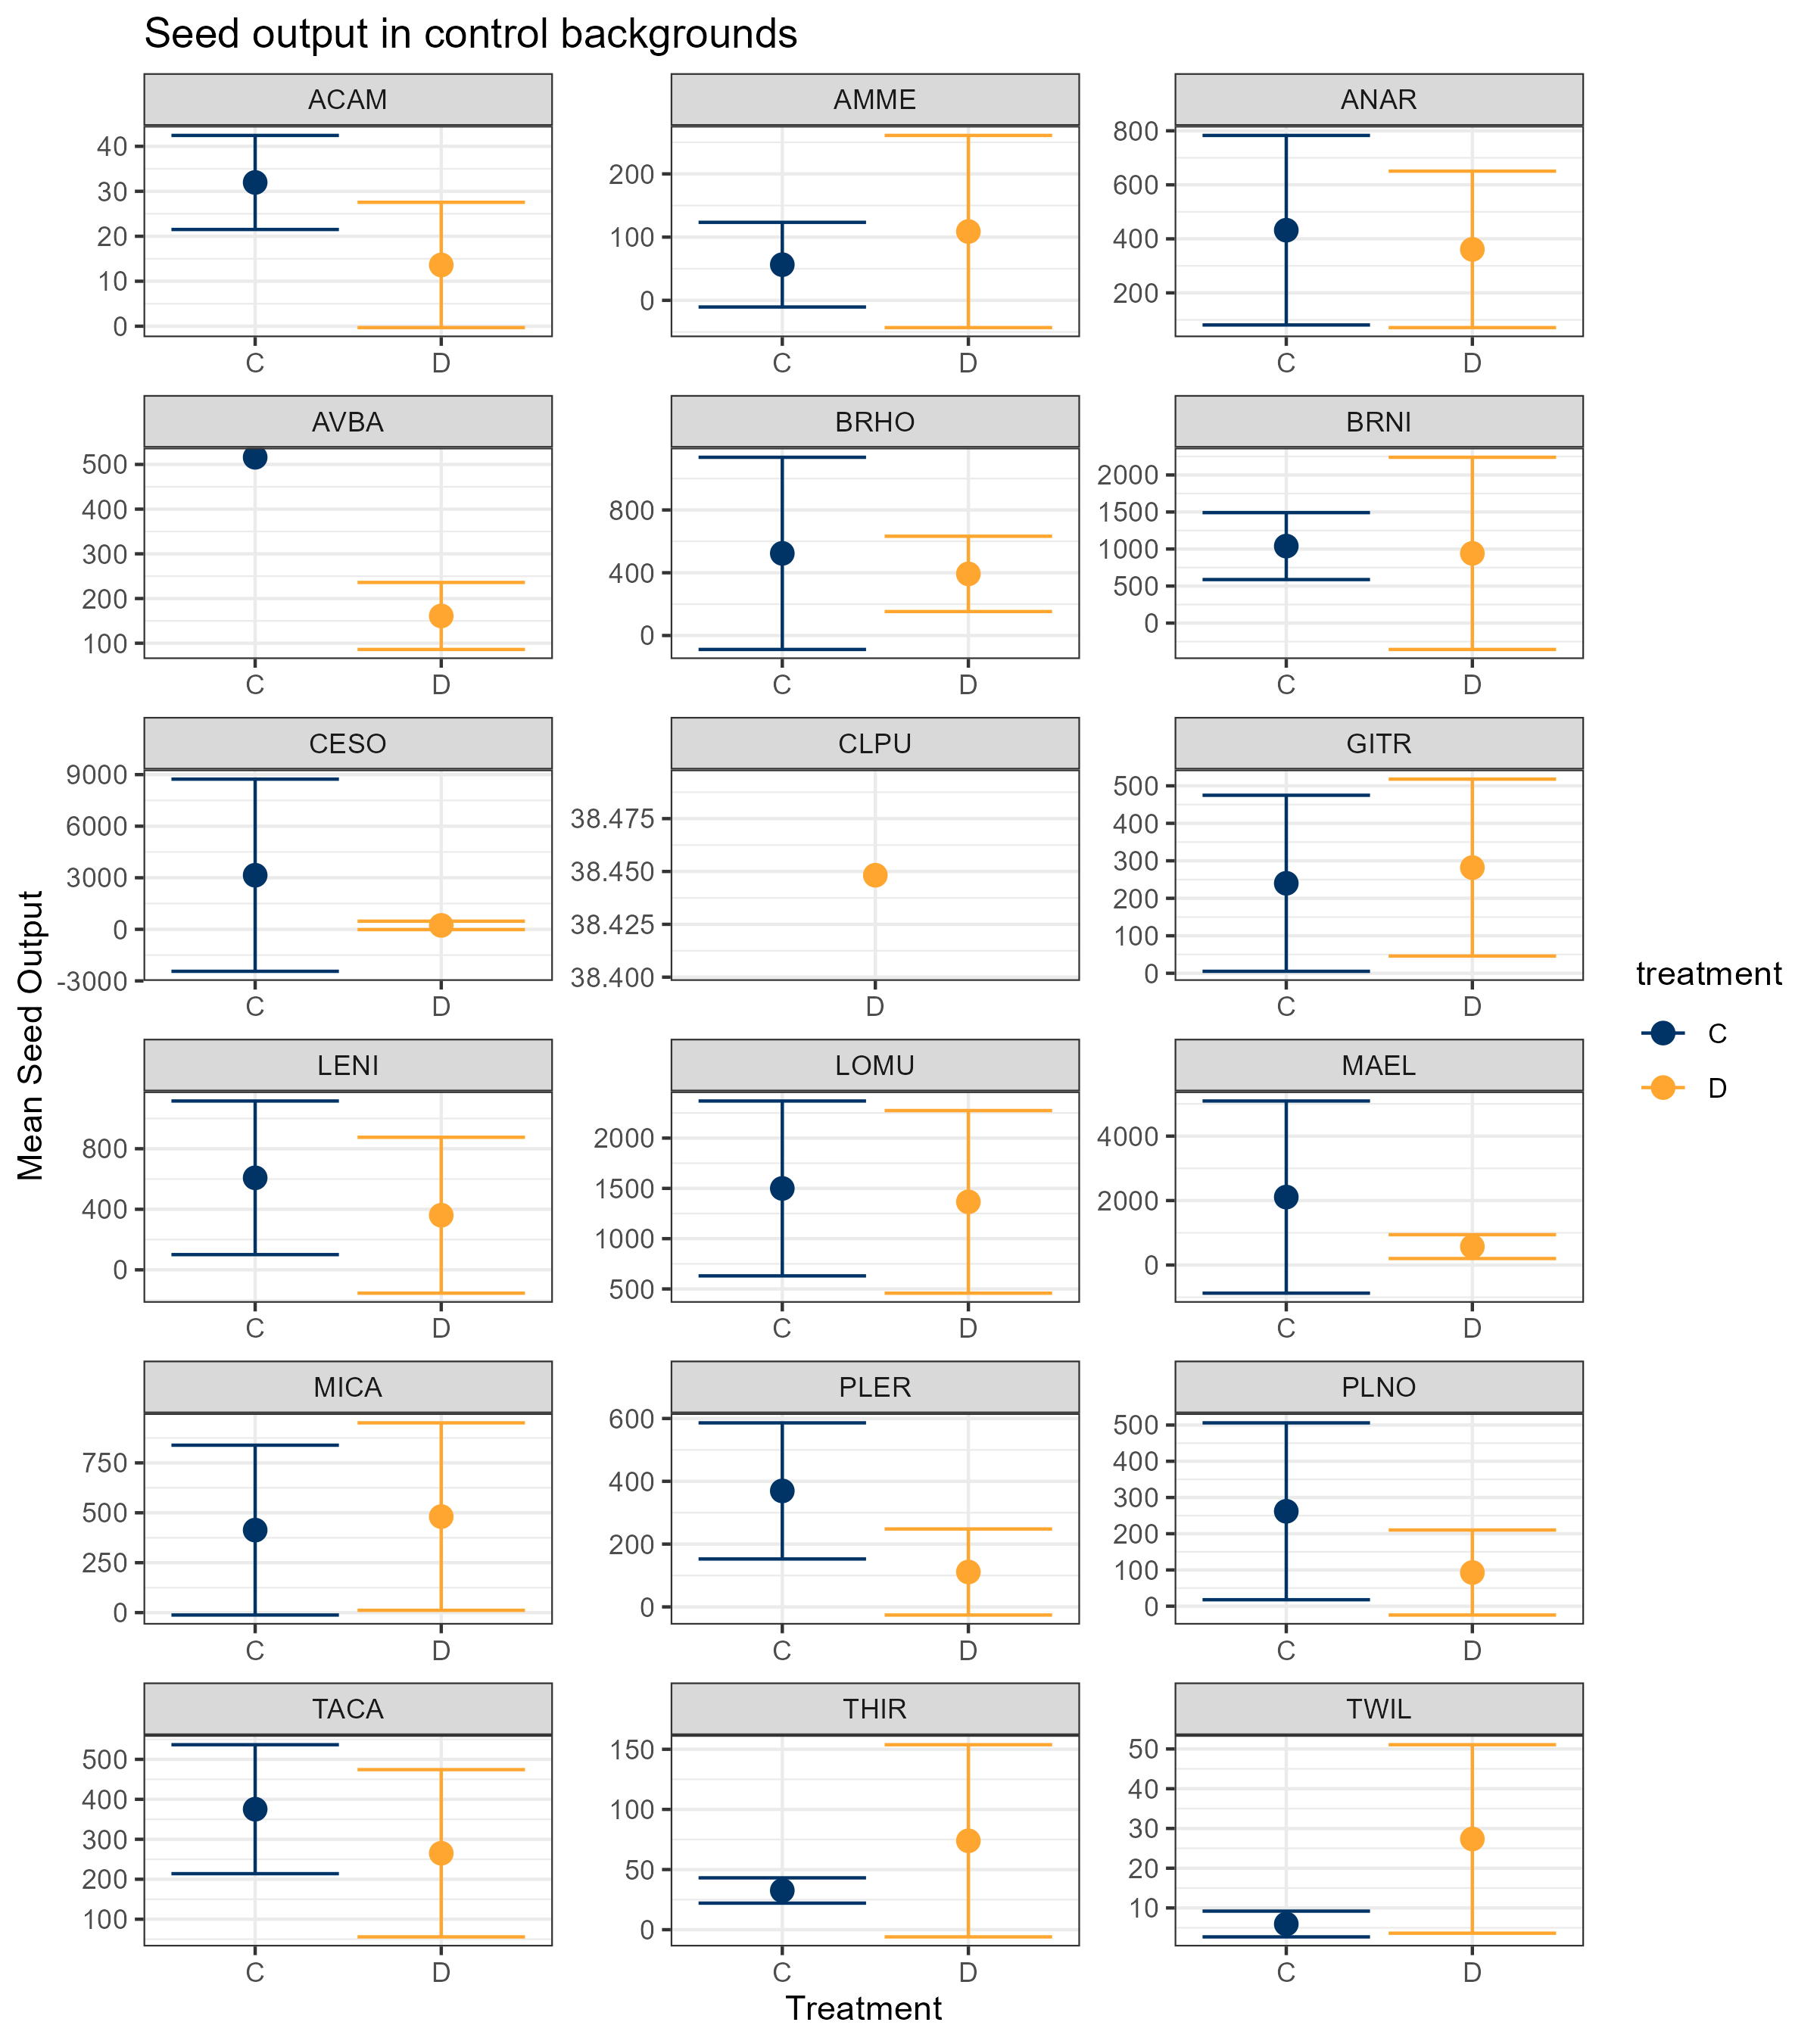 Seed output in control backgrounds
ACAM
AMME
ANAR
40
30
20
10
0
C
D
200
100
0
C
D
800
600
400
200
C
D
AVBA
BRHO
BRNI
500
400
300
200
100
C
D
800
400
0
C
D
2000
1500
1000
500
0
C
D
CESO
CLPU
GITR
9000
6000
3000
0
-3000
C
D
38.475
38.450
38.425
38.400
D
500
400
300
200
100
0
C
D
LENI
LOMU
MAEL
800
400
0
C
D
2000
1500
1000
500
C
D
4000
2000
0
C
D
MICA
PLER
PLNO
750
500
250
0
C
D
600
400
200
0
C
D
500
400
300
200
100
0
C
D
TACA
THIR
TWIL
500
400
300
200
100
C
D
150
100
50
0
C
D
50
40
30
20
10
C
D
Mean Seed Output
Treatment
treatment
C
D